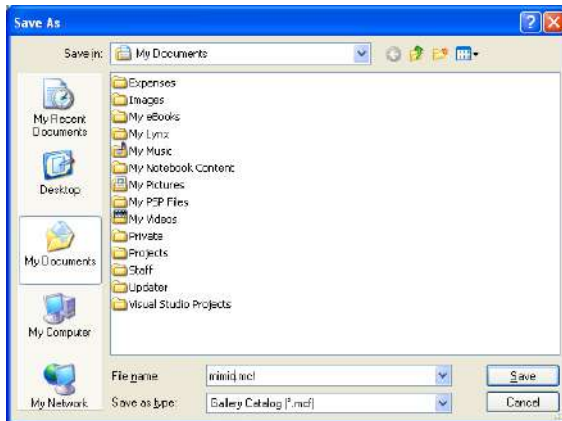 Save As
Save in:
My Documents
My Recent
Documents
Desktop
My Documents
My Computer
My Network
Expenses
Images
My eBooks
My Lynx
My Music
My Notebook Content
My Pictures
My PSP Files
My Videos
Private
Projects
Staff
Updater
Visual Studio Projects
File name
mimio.mcf
Save
Save as type:
Gallery Catalog (*.mcf)
Cancel